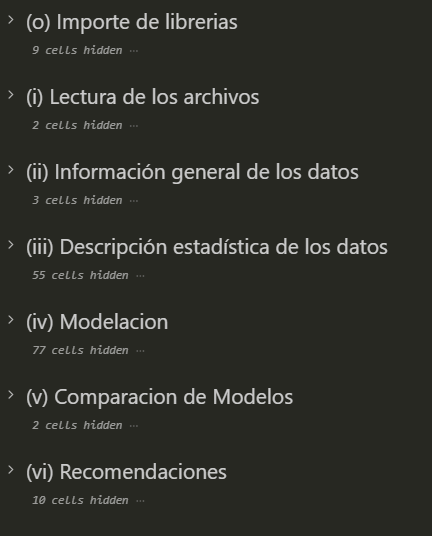 (o) Importe de librerias
9 cells hidden ...
(i) Lectura de los archivos
2 cells hidden ...
(ii) Información general de los datos
3 cells hidden ...
(iii) Descripción estadística de los datos
55 cells hidden ...
(iv) Modelacion
77 cells hidden ...
(v) Comparacion de Modelos
2 cells hidden ...
(vi) Recomendaciones
10 cells hidden ...